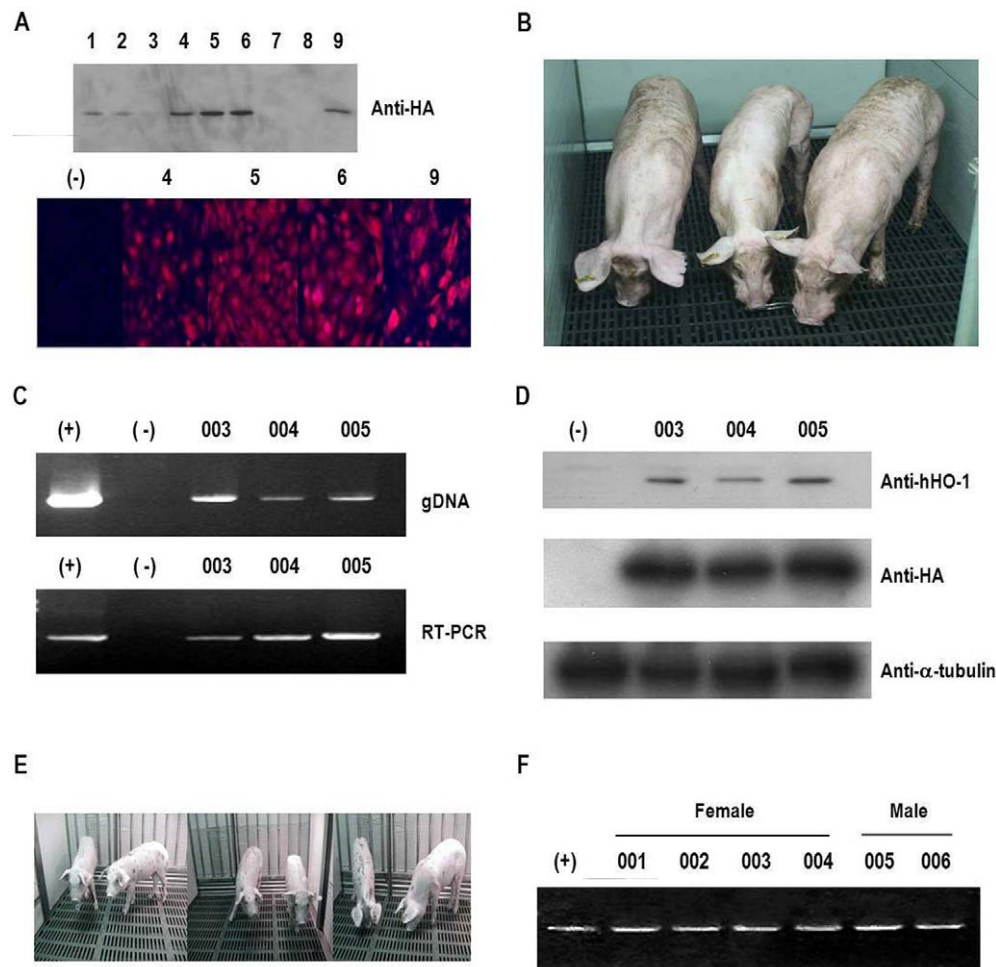 A
1 2 3 4 5 6 7 8 9
Anti-HA
(-) 4 5 6 9
B
C
(+) (-) 003 004 005
gDNA
(+) (-) 003 004 005
RT-PCR
D
(-) 003 004 005
Anti-hHO-1
Anti-HA
Anti-α-tubulin
E
F
Female Male
(+) 001 002 003 004 005 006